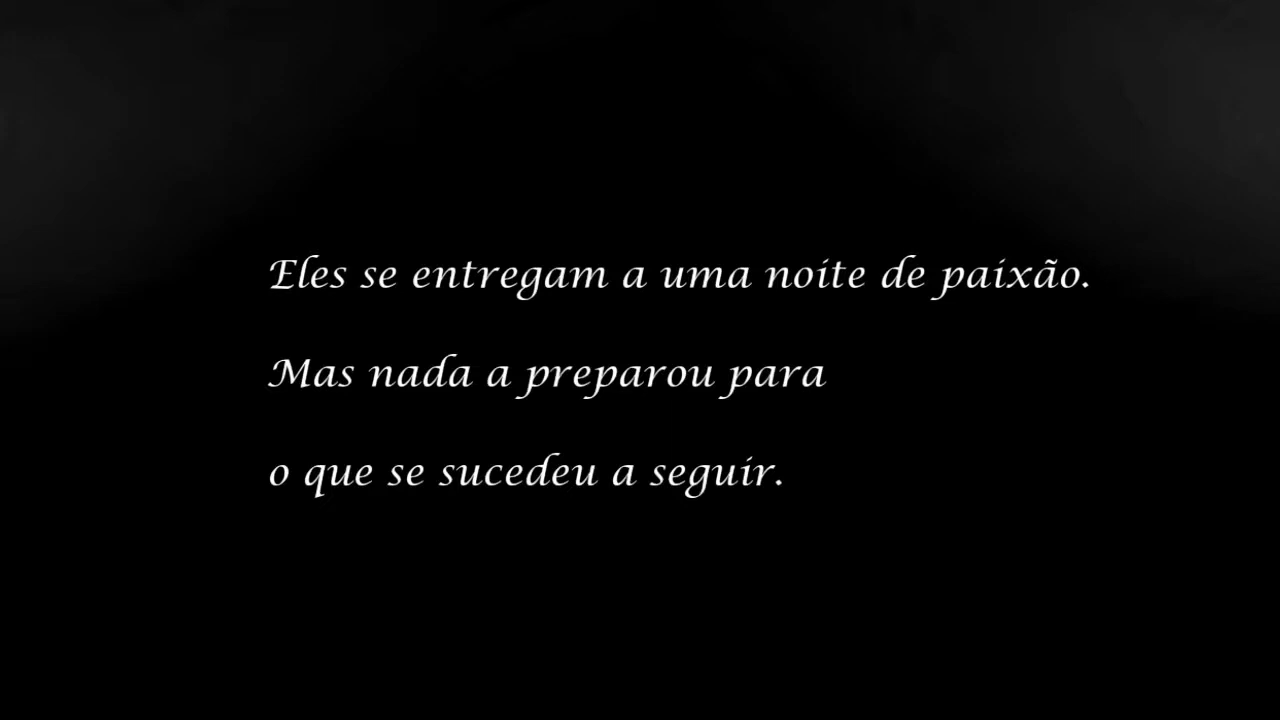 Eles se entregam a uma noite de paixão.
Mas nada a preparou para
o que se sucedeu a seguir.